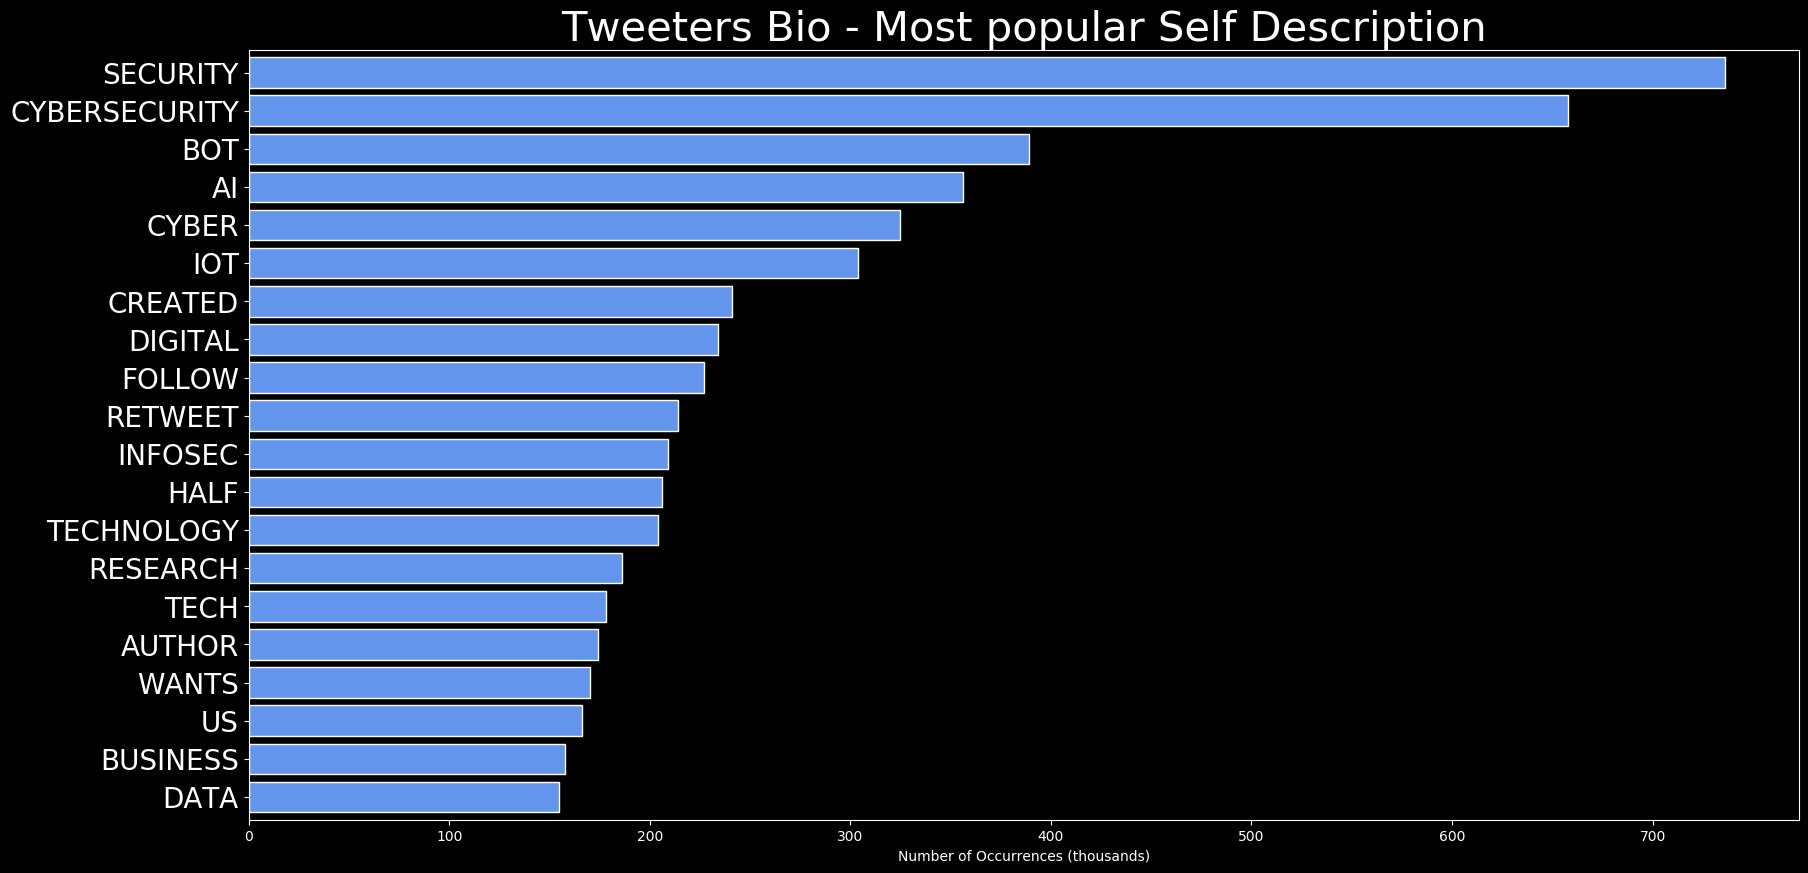 Tweeters Bio - Most popular Self Description
SECURITY
CYBERSECURITY
BOT
AI
CYBER
IOT
CREATED
DIGITAL
FOLLOW
RETWEET
INFOSEC
HALF
TECHNOLOGY
RESEARCH
TECH
AUTHOR
WANTS
US
BUSINESS
DATA
0 100 200 300 400 500 600 700
Number of Occurrences (thousands)